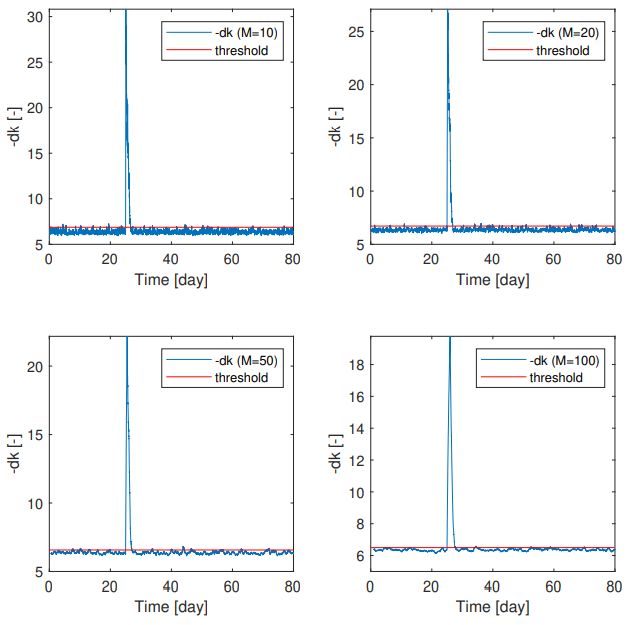 -dk (M=10)
threshold
30
25
20
15
10
5
-dk [-]
0 20 40 60 80
Time [day]
-dk (M=20)
threshold
25
20
15
10
5
-dk [-]
0 20 40 60 80
Time [day]
-dk (M=50)
threshold
20
15
10
5
-dk [-]
0 20 40 60 80
Time [day]
-dk (M=100)
threshold
18
16
14
12
10
8
6
-dk [-]
0 20 40 60 80
Time [day]